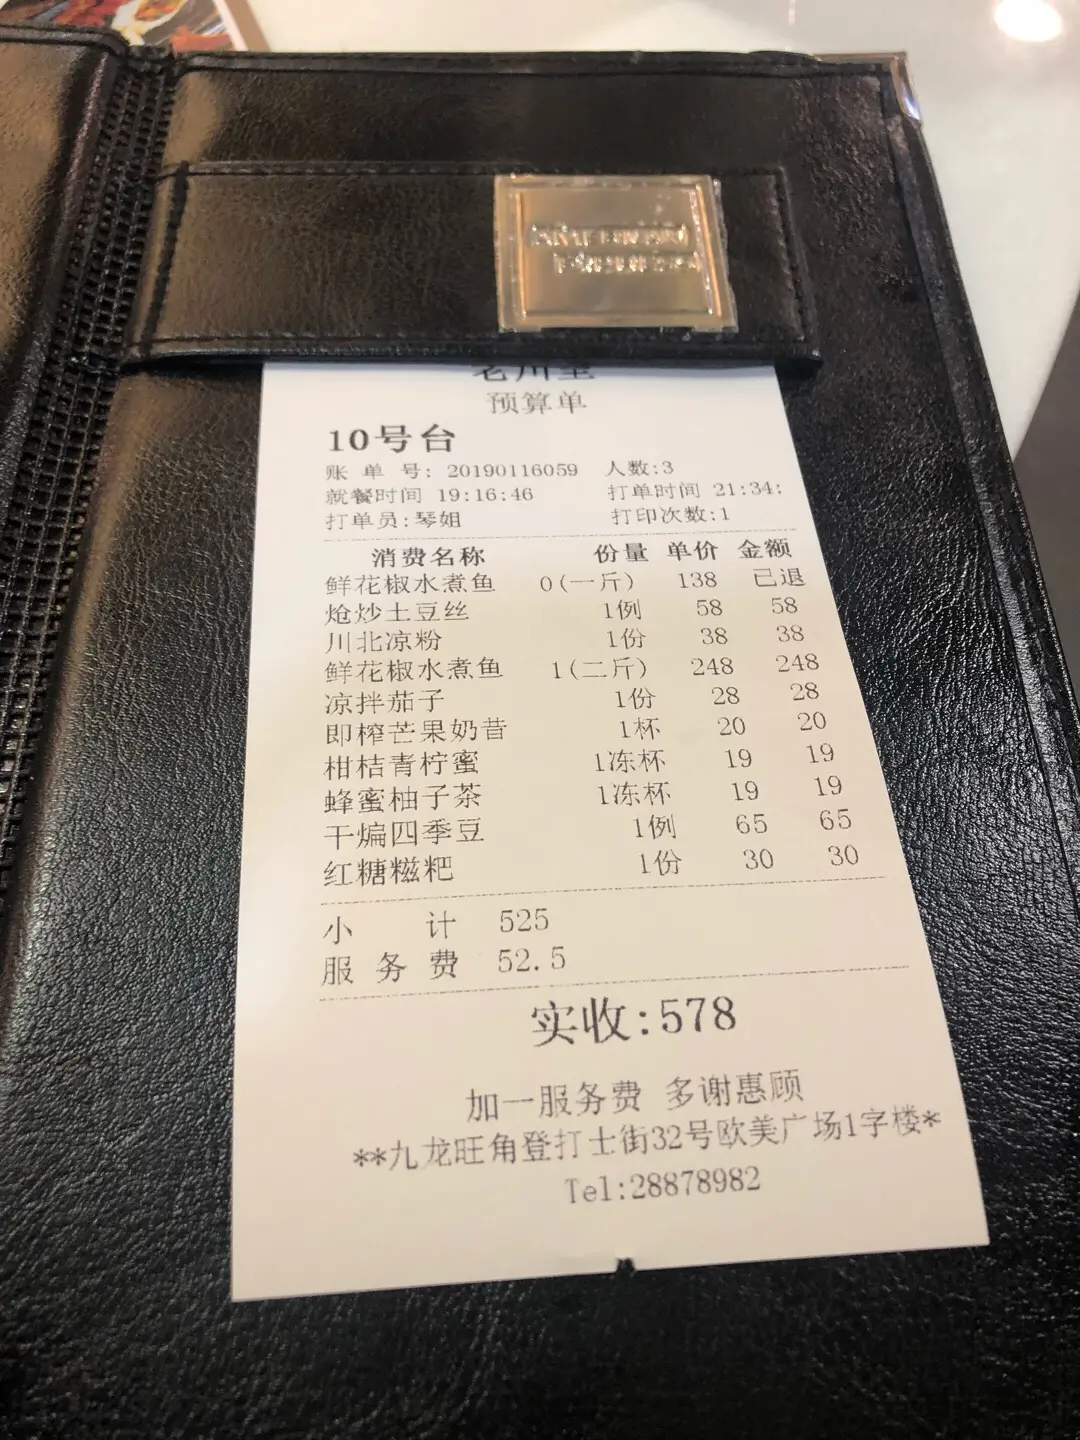 预算单
10号台
账 单 号: 20190116059 人数:3
就餐时间 19:16:46 打单时间 21:34:
打单员:琴姐 打印次数:1
消费名称 份量 单价 金额
鲜花椒水煮鱼 0(一斤) 138 已退
炝炒土豆丝 1例 58 58
川北凉粉 1份 38 38
鲜花椒水煮鱼 1(二斤) 248 248
凉拌茄子 1份 28 28
即榨芒果奶昔 1杯 20 20
柑桔青柠蜜 1冻杯 19 19
蜂蜜柚子茶 1冻杯 19 19
干煸四季豆 1例 65 65
红糖糍粑 1份 30 30
小 计 525
服 务 费 52.5
实收:578
加一服务费 多谢惠顾
**九龙旺角登打士街32号欧美广场1字楼*
Tel:28878982